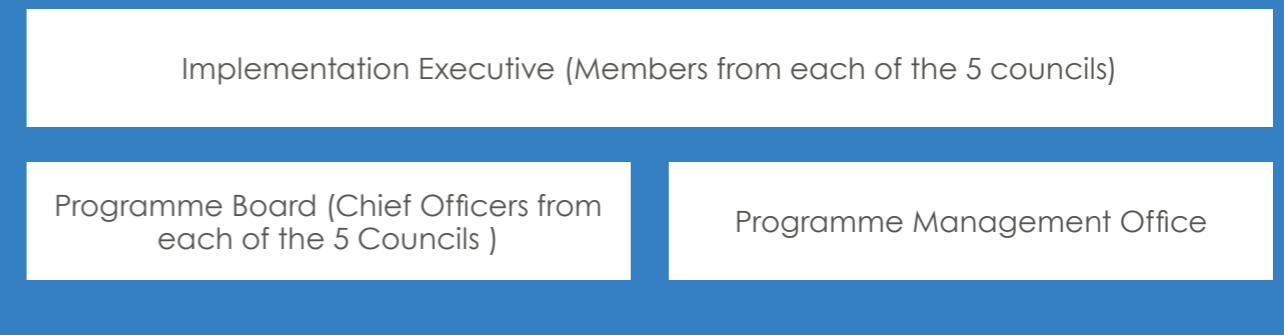 Implementation Executive (Members from each of the 5 councils)
Programme Board (Chief Officers from
each of the 5 Councils )
Programme Management Office